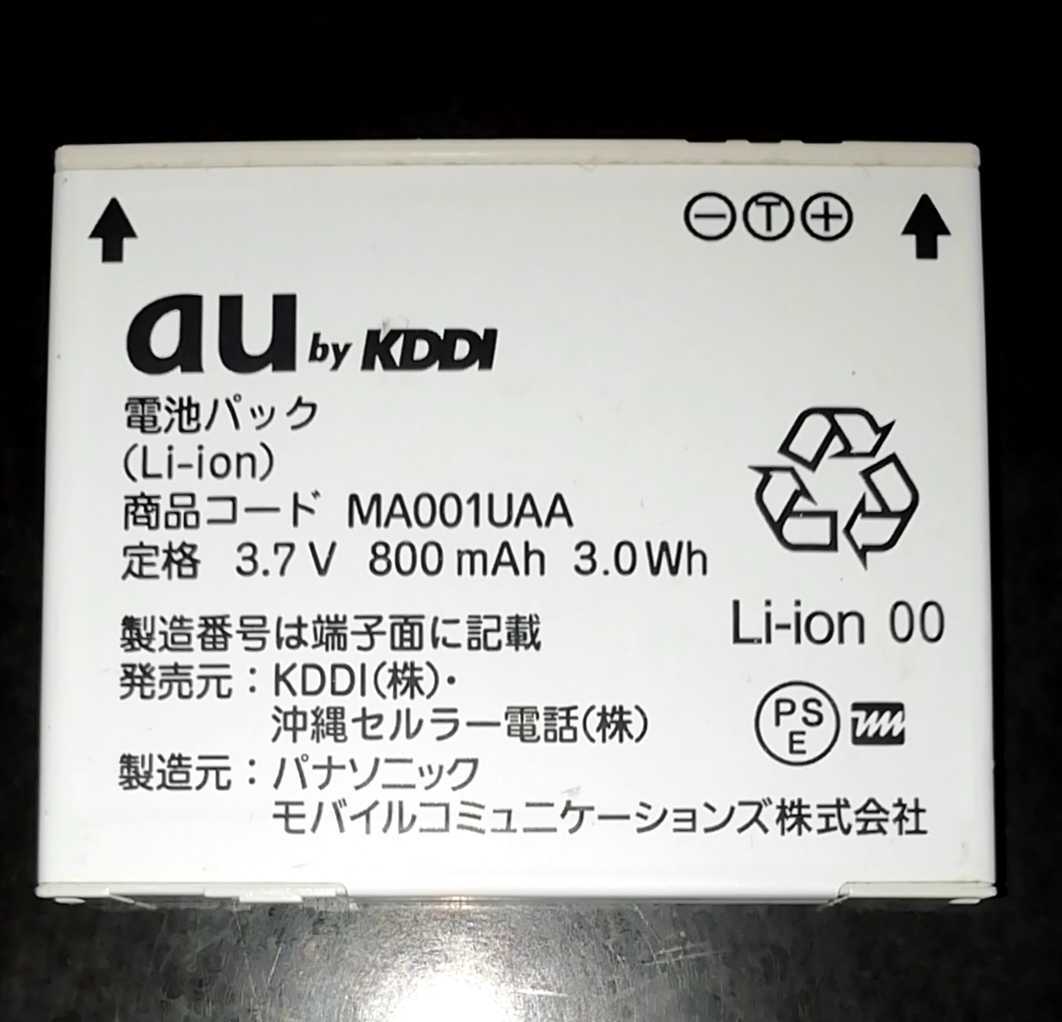 ⊖Ⓣ⊕
au by KDDI
電池パック
(Li-ion)
商品コード MA001UAA
定格 3.7V 800mAh 3.0Wh
Li-ion 00
製造番号は端子面に記載
発売元：KDDI(株)・
沖縄セルラー電話(株)
PS
E
製造元：パナソニック
モバイルコミュニケーションズ株式会社